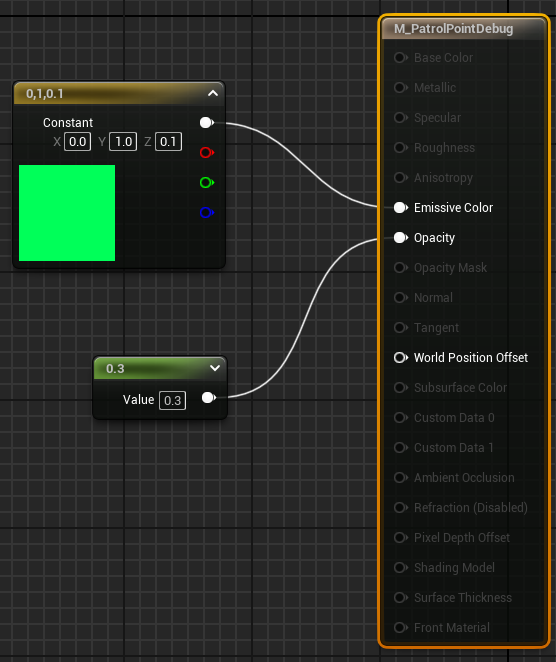 0,1,0.1
Constant
X 0.0 Y 1.0 Z 0.1
0.3
Value 0.3
M_PatrolPointDebug
Base Color
Metallic
Specular
Roughness
Anisotropy
Emissive Color
Opacity
Opacity Mask
Normal
Tangent
World Position Offset
Subsurface Color
Custom Data 0
Custom Data 1
Ambient Occlusion
Refraction (Disabled)
Pixel Depth Offset
Shading Model
Surface Thickness
Front Material